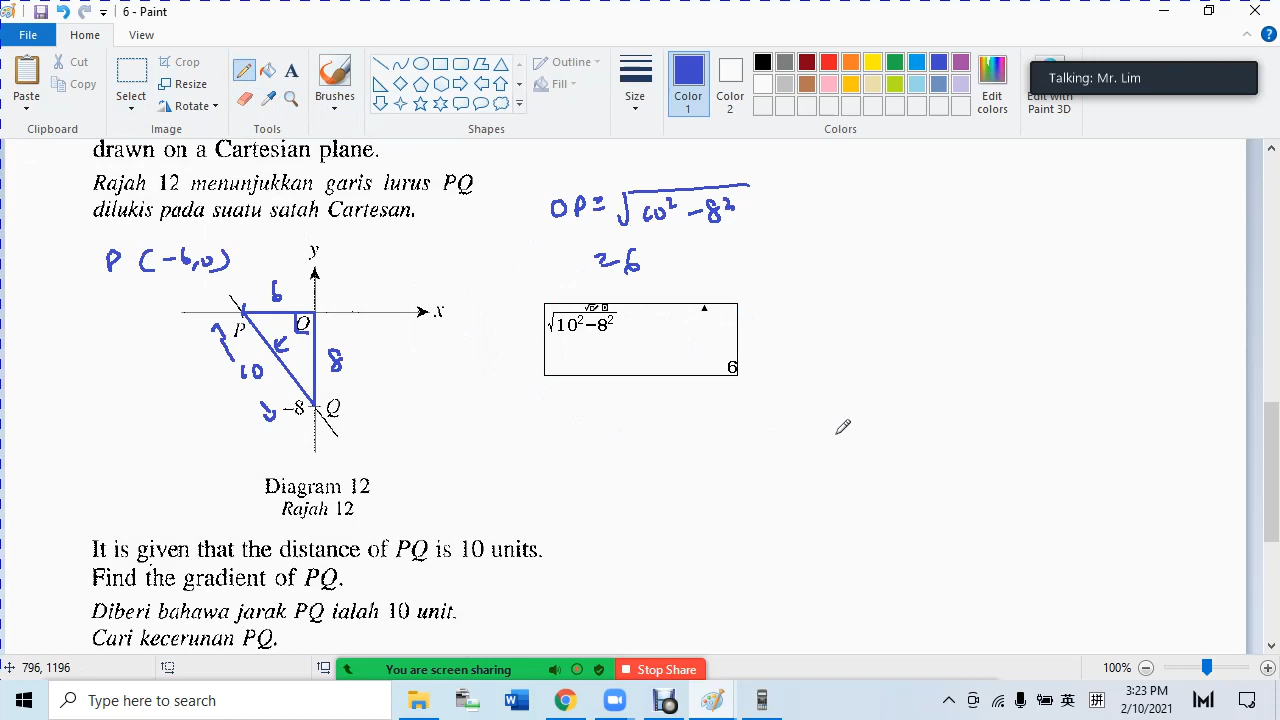 6 - Paint
File
Home
View
Paste
Cut
Copy
Clipboard
Select
Crop
Resize
Rotate
Image
Tools
Brushes
Shapes
Outline
Fill
Size
Color 1
Color 2
Colors
Edit colors
Edit with Paint 3D
Talking: Mr. Lim
drawn on a Cartesian plane.
Rajah 12 menunjukkan garis lurus PQ
dilukis pada suatu satah Cartesan.
OP = √10² - 8²
= 6
P (-6,0)
y
6
x
P
O
10
8
-8
Q
√10²−8²
6
Diagram 12
Rajah 12
It is given that the distance of PQ is 10 units.
Find the gradient of PQ.
Diberi bahawa jarak PQ ialah 10 unit.
Cari kecerunan PQ.
796, 1196
You are screen sharing
Stop Share
100%
Type here to search
英
拼
3:23 PM
2/10/2021